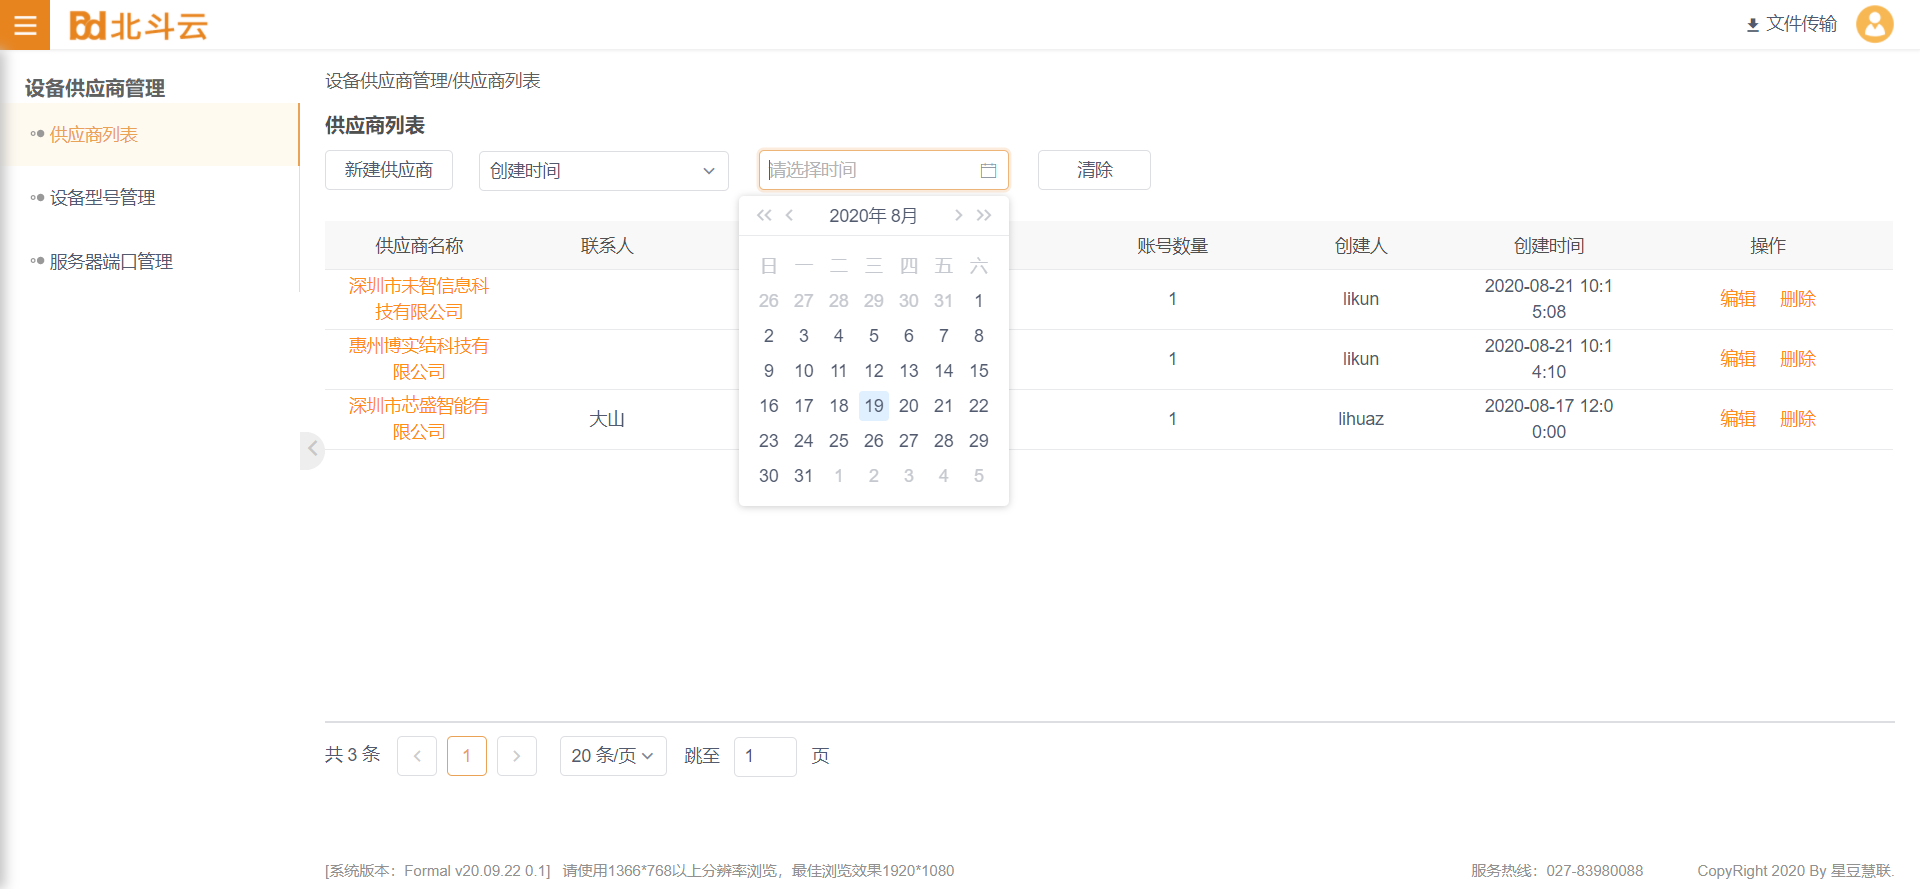 北斗云
文件传输
设备供应商管理
供应商列表
设备型号管理
服务器端口管理
设备供应商管理/供应商列表
供应商列表
新建供应商
创建时间
请选择时间
清除
供应商名称 联系人 账号数量 创建人 创建时间 操作
深圳市未智信息科
技有限公司
1 likun
2020-08-21 10:1
5:08
编辑 删除
惠州博实结科技有
限公司
1 likun
2020-08-21 10:1
4:10
编辑 删除
深圳市芯盛智能有
限公司
大山 1 lihuaz
2020-08-17 12:0
0:00
编辑 删除
2020年 8月
日 一 二 三 四 五 六
26 27 28 29 30 31 1
2 3 4 5 6 7 8
9 10 11 12 13 14 15
16 17 18 19 20 21 22
23 24 25 26 27 28 29
30 31 1 2 3 4 5
共 3 条 1 20 条/页 跳至 1 页
[系统版本：Formal v20.09.22 0.1] 请使用1366*768以上分辨率浏览，最佳浏览效果1920*1080
服务热线：027-83980088
CopyRight 2020 By 星豆慧联.